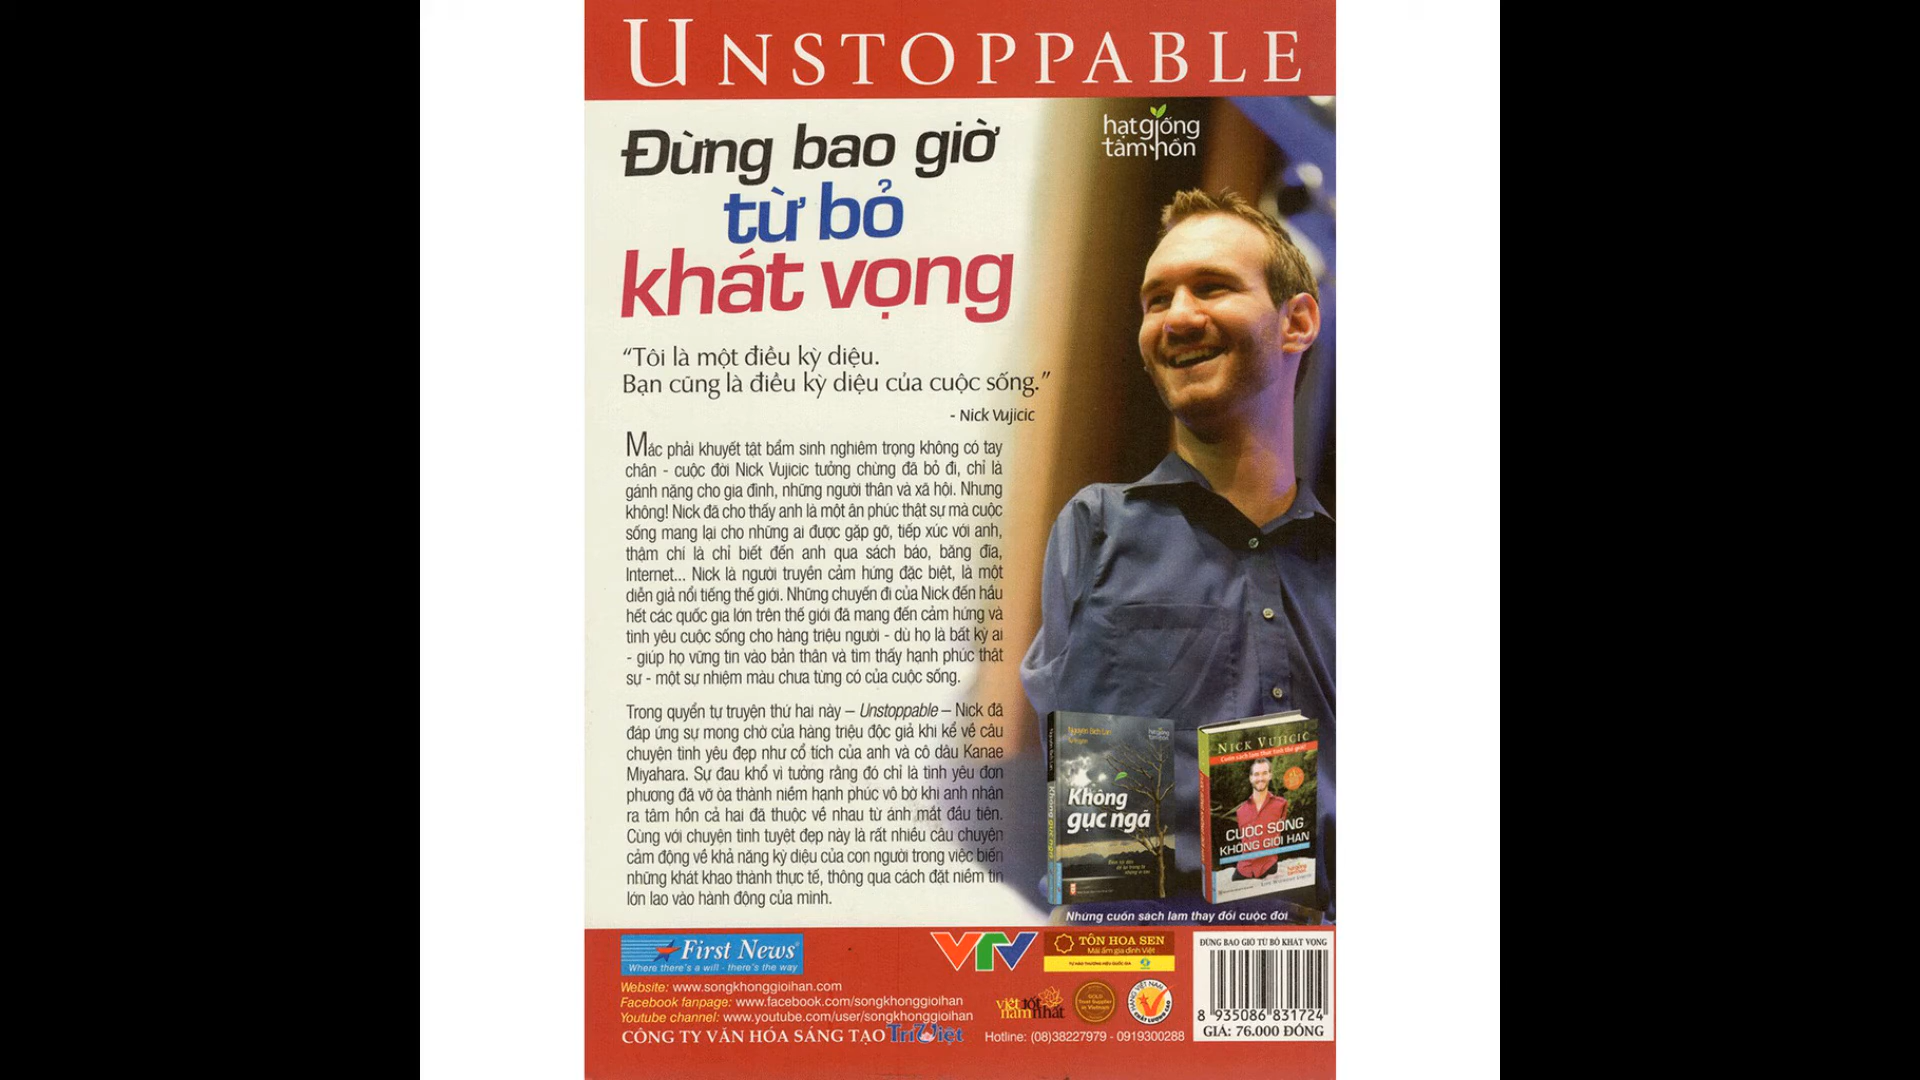 UNSTOPPABLE
hạt giống
tâm hồn
Đừng bao giờ
từ bỏ
khát vọng
“Tôi là một điều kỳ diệu.
Bạn cũng là điều kỳ diệu của cuộc sống.”
- Nick Vujicic
Mắc phải khuyết tật bẩm sinh nghiêm trọng không có tay
chân - cuộc đời Nick Vujicic tưởng chừng đã bỏ đi, chỉ là
gánh nặng cho gia đình, những người thân và xã hội. Nhưng
không! Nick đã cho thấy anh là một ân phúc thật sự mà cuộc
sống mang lại cho những ai được gặp gỡ, tiếp xúc với anh,
thậm chí là chỉ biết đến anh qua sách báo, băng đĩa,
Internet... Nick là người truyền cảm hứng đặc biệt, là một
diễn giả nổi tiếng thế giới. Những chuyến đi của Nick đến hầu
hết các quốc gia lớn trên thế giới đã mang đến cảm hứng và
tình yêu cuộc sống cho hàng triệu người - dù họ là bất kỳ ai
- giúp họ vững tin vào bản thân và tìm thấy hạnh phúc thật
sự - một sự nhiệm màu chưa từng có của cuộc sống.
Trong quyển tự truyện thứ hai này – Unstoppable – Nick đã
đáp ứng sự mong chờ của hàng triệu độc giả khi kể về câu
chuyện tình yêu đẹp như cổ tích của anh và cô dâu Kanae
Miyahara. Sự đau khổ vì tưởng rằng đó chỉ là tình yêu đơn
phương đã vỡ òa thành niềm hạnh phúc vô bờ khi anh nhận
ra tâm hồn cả hai đã thuộc về nhau từ ánh mắt đầu tiên.
Cùng với chuyện tình tuyệt đẹp này là rất nhiều câu chuyện
cảm động về khả năng kỳ diệu của con người trong việc biến
những khát khao thành thực tế, thông qua cách đặt niềm tin
lớn lao vào hành động của mình.
Nguyễn Bích Lan
Không
gục ngã
NICK VUJICIC
CUỘC SỐNG
KHÔNG GIỚI HẠN
Những cuốn sách làm thay đổi cuộc đời
First News
Where there's a will - there's the way
Website: www.songkhonggioihan.com
Facebook fanpage: www.facebook.com/songkhonggioihan
Youtube channel: www.youtube.com/user/songkhonggioihan
CÔNG TY VĂN HÓA SÁNG TẠO Trí Việt
VTV
TÔN HOA SEN
Mái ấm gia đình Việt
việt tốt
nam nhất
Hotline: (08)38227979 - 0919300288
ĐỪNG BAO GIỜ TỪ BỎ KHÁT VỌNG
8 935086 831724
GIÁ: 76.000 ĐỒNG